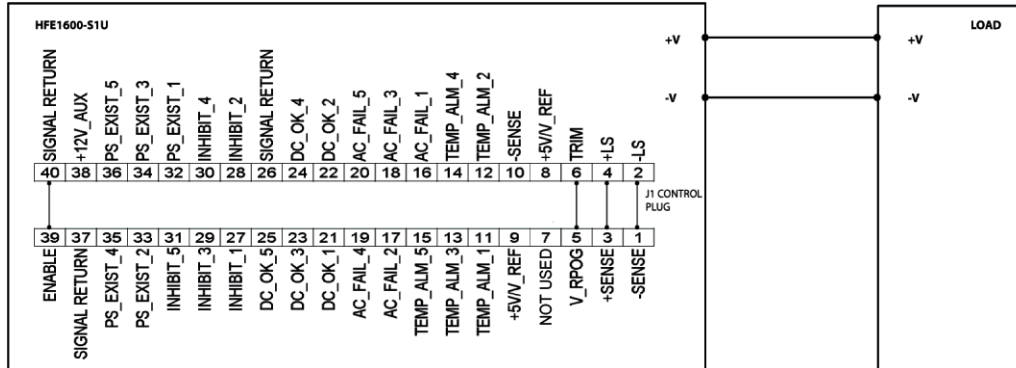 HFE1600-S1U
LOAD
+V
+V
-V
-V
SIGNAL RETURN
+12V_AUX
PS_EXIST_5
PS_EXIST_3
PS_EXIST_1
INHIBIT_4
INHIBIT_2
SIGNAL RETURN
DC_OK_4
DC_OK_2
AC_FAIL_5
AC_FAIL_3
AC_FAIL_1
TEMP_ALM_4
TEMP_ALM_2
-SENSE
+5V/V_REF
TRIM
+LS
-LS
40 38 36 34 32 30 28 26 24 22 20 18 16 14 12 10 8 6 4 2
J1 CONTROL
PLUG
39 37 35 33 31 29 27 25 23 21 19 17 15 13 11 9 7 5 3 1
ENABLE
SIGNAL RETURN
PS_EXIST_4
PS_EXIST_2
INHIBIT_5
INHIBIT_3
INHIBIT_1
DC_OK_5
DC_OK_3
DC_OK_1
AC_FAIL_4
AC_FAIL_2
TEMP_ALM_5
TEMP_ALM_3
TEMP_ALM_1
+5V/V_REF
NOT USED
V_RPOG
+SENSE
-SENSE